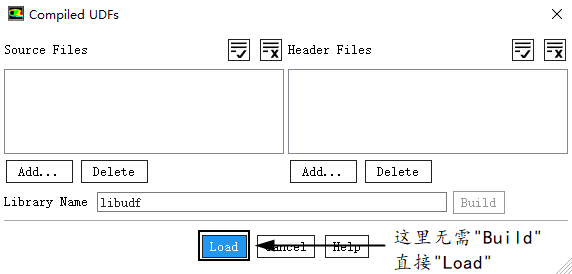 Compiled UDFs
Source Files
Header Files
Add... Delete
Add... Delete
Library Name libudf Build
Load Cancel Help
这里无需"Build"
直接"Load"